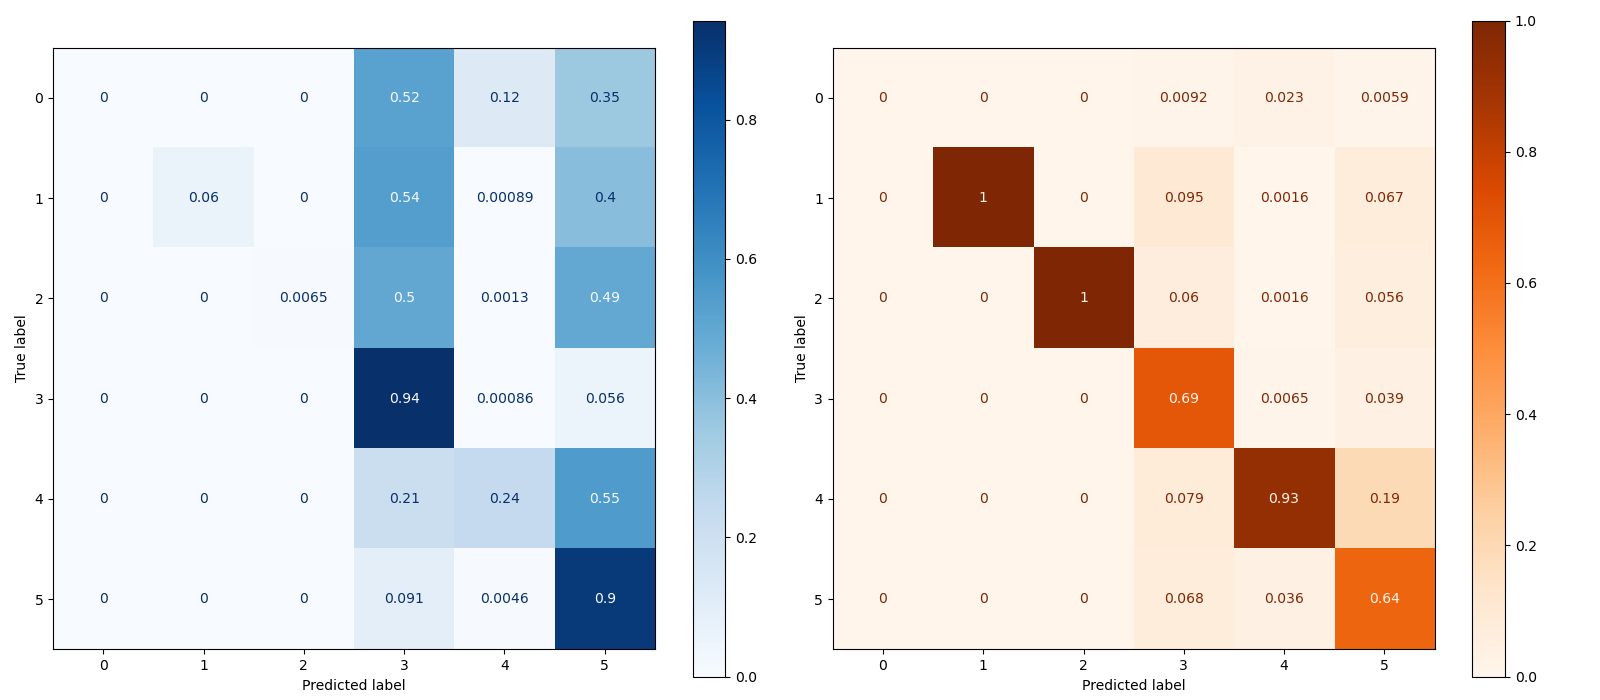 0 0 0 0 0.52 0.12 0.35
1 0 0.06 0 0.54 0.00089 0.4
2 0 0 0.0065 0.5 0.0013 0.49
3 0 0 0 0.94 0.00086 0.056
4 0 0 0 0.21 0.24 0.55
5 0 0 0 0.091 0.0046 0.9
0 1 2 3 4 5
True label
Predicted label
0.8
0.6
0.4
0.2
0.0
0 0 0 0 0.0092 0.023 0.0059
1 0 1 0 0.095 0.0016 0.067
2 0 0 1 0.06 0.0016 0.056
3 0 0 0 0.69 0.0065 0.039
4 0 0 0 0.079 0.93 0.19
5 0 0 0 0.068 0.036 0.64
0 1 2 3 4 5
True label
Predicted label
1.0
0.8
0.6
0.4
0.2
0.0